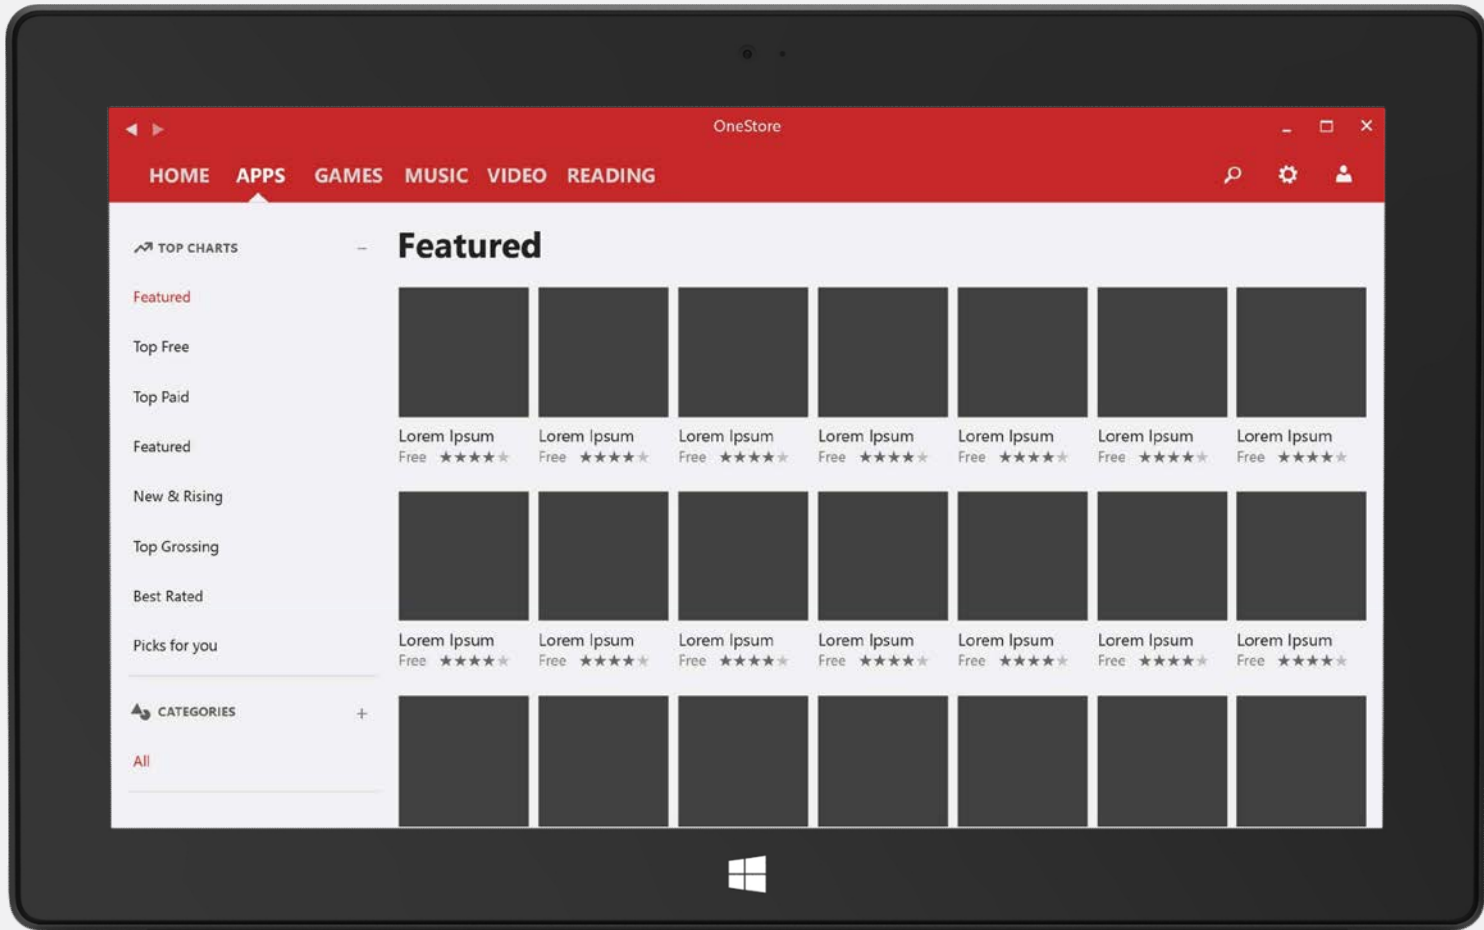 OneStore
HOME APPS GAMES MUSIC VIDEO READING
TOP CHARTS
Featured
Top Free
Top Paid
Featured
New & Rising
Top Grossing
Best Rated
Picks for you
CATEGORIES
All
Featured
Lorem Ipsum Lorem Ipsum Lorem Ipsum Lorem Ipsum Lorem Ipsum Lorem Ipsum Lorem Ipsum
Free ★★★★★ Free ★★★★★ Free ★★★★★ Free ★★★★★ Free ★★★★★ Free ★★★★★ Free ★★★★★
Lorem Ipsum Lorem Ipsum Lorem Ipsum Lorem Ipsum Lorem Ipsum Lorem Ipsum Lorem Ipsum
Free ★★★★★ Free ★★★★★ Free ★★★★★ Free ★★★★★ Free ★★★★★ Free ★★★★★ Free ★★★★★